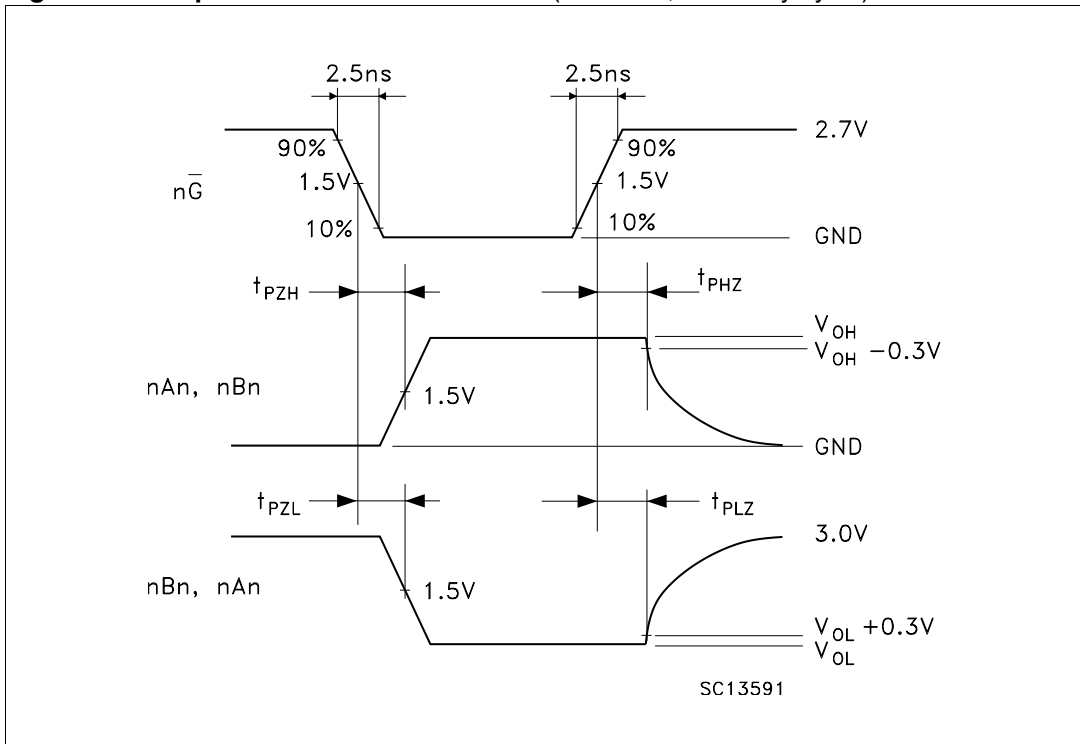 2.5ns 2.5ns
90% 90% 2.7V
nG̅ 1.5V 1.5V
10% 10% GND
tPZH tPHZ
VOH
VOH −0.3V
nAn, nBn 1.5V
GND
tPZL tPLZ
3.0V
nBn, nAn 1.5V
VOL +0.3V
VOL
SC13591